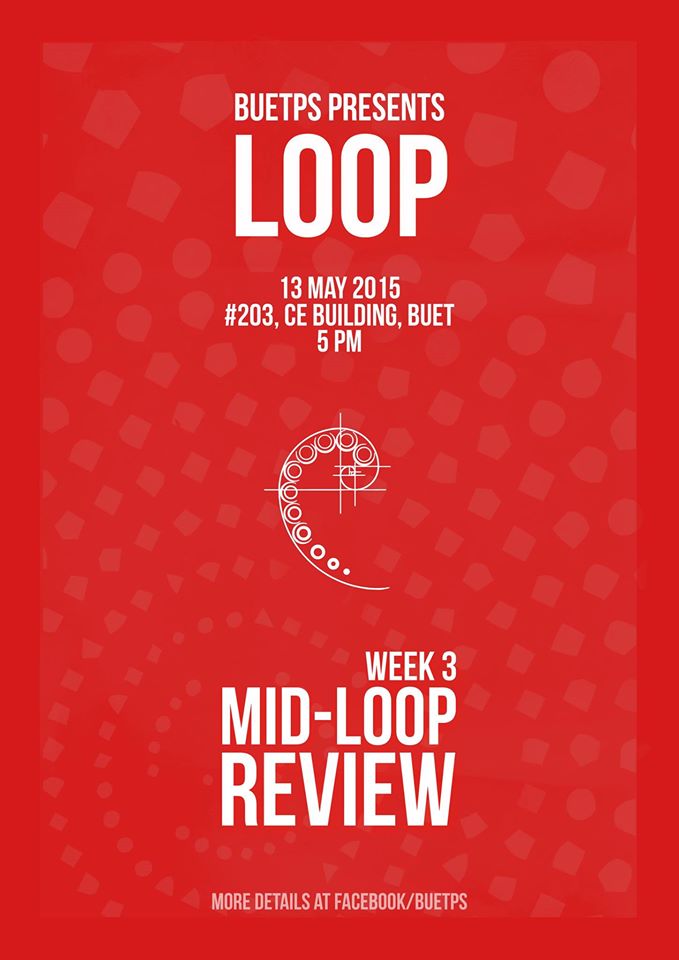 BUETPS PRESENTS
LOOP
13 MAY 2015
#203, CE BUILDING, BUET
5 PM
WEEK 3
MID-LOOP
REVIEW
MORE DETAILS AT FACEBOOK/BUETPS